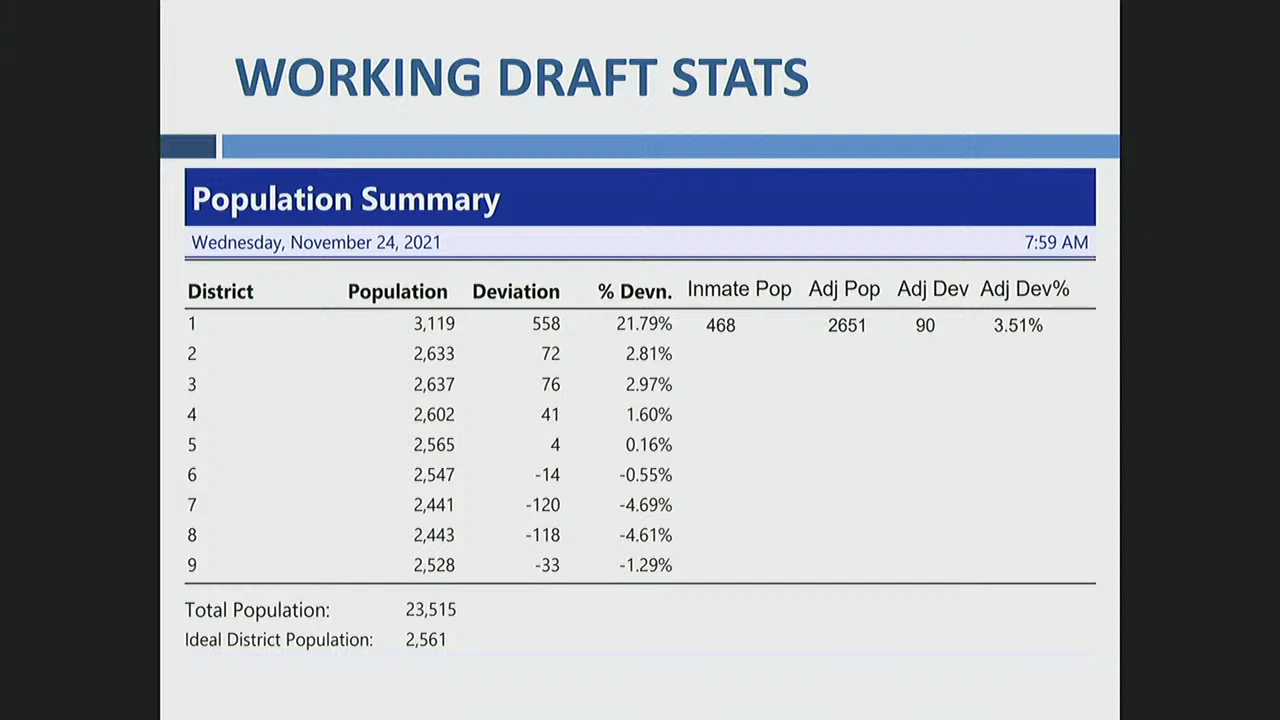 WORKING DRAFT STATS
Population Summary
Wednesday, November 24, 2021 7:59 AM
District Population Deviation % Devn. Inmate Pop Adj Pop Adj Dev Adj Dev%
1 3,119 558 21.79% 468 2651 90 3.51%
2 2,633 72 2.81%
3 2,637 76 2.97%
4 2,602 41 1.60%
5 2,565 4 0.16%
6 2,547 -14 -0.55%
7 2,441 -120 -4.69%
8 2,443 -118 -4.61%
9 2,528 -33 -1.29%
Total Population: 23,515
Ideal District Population: 2,561